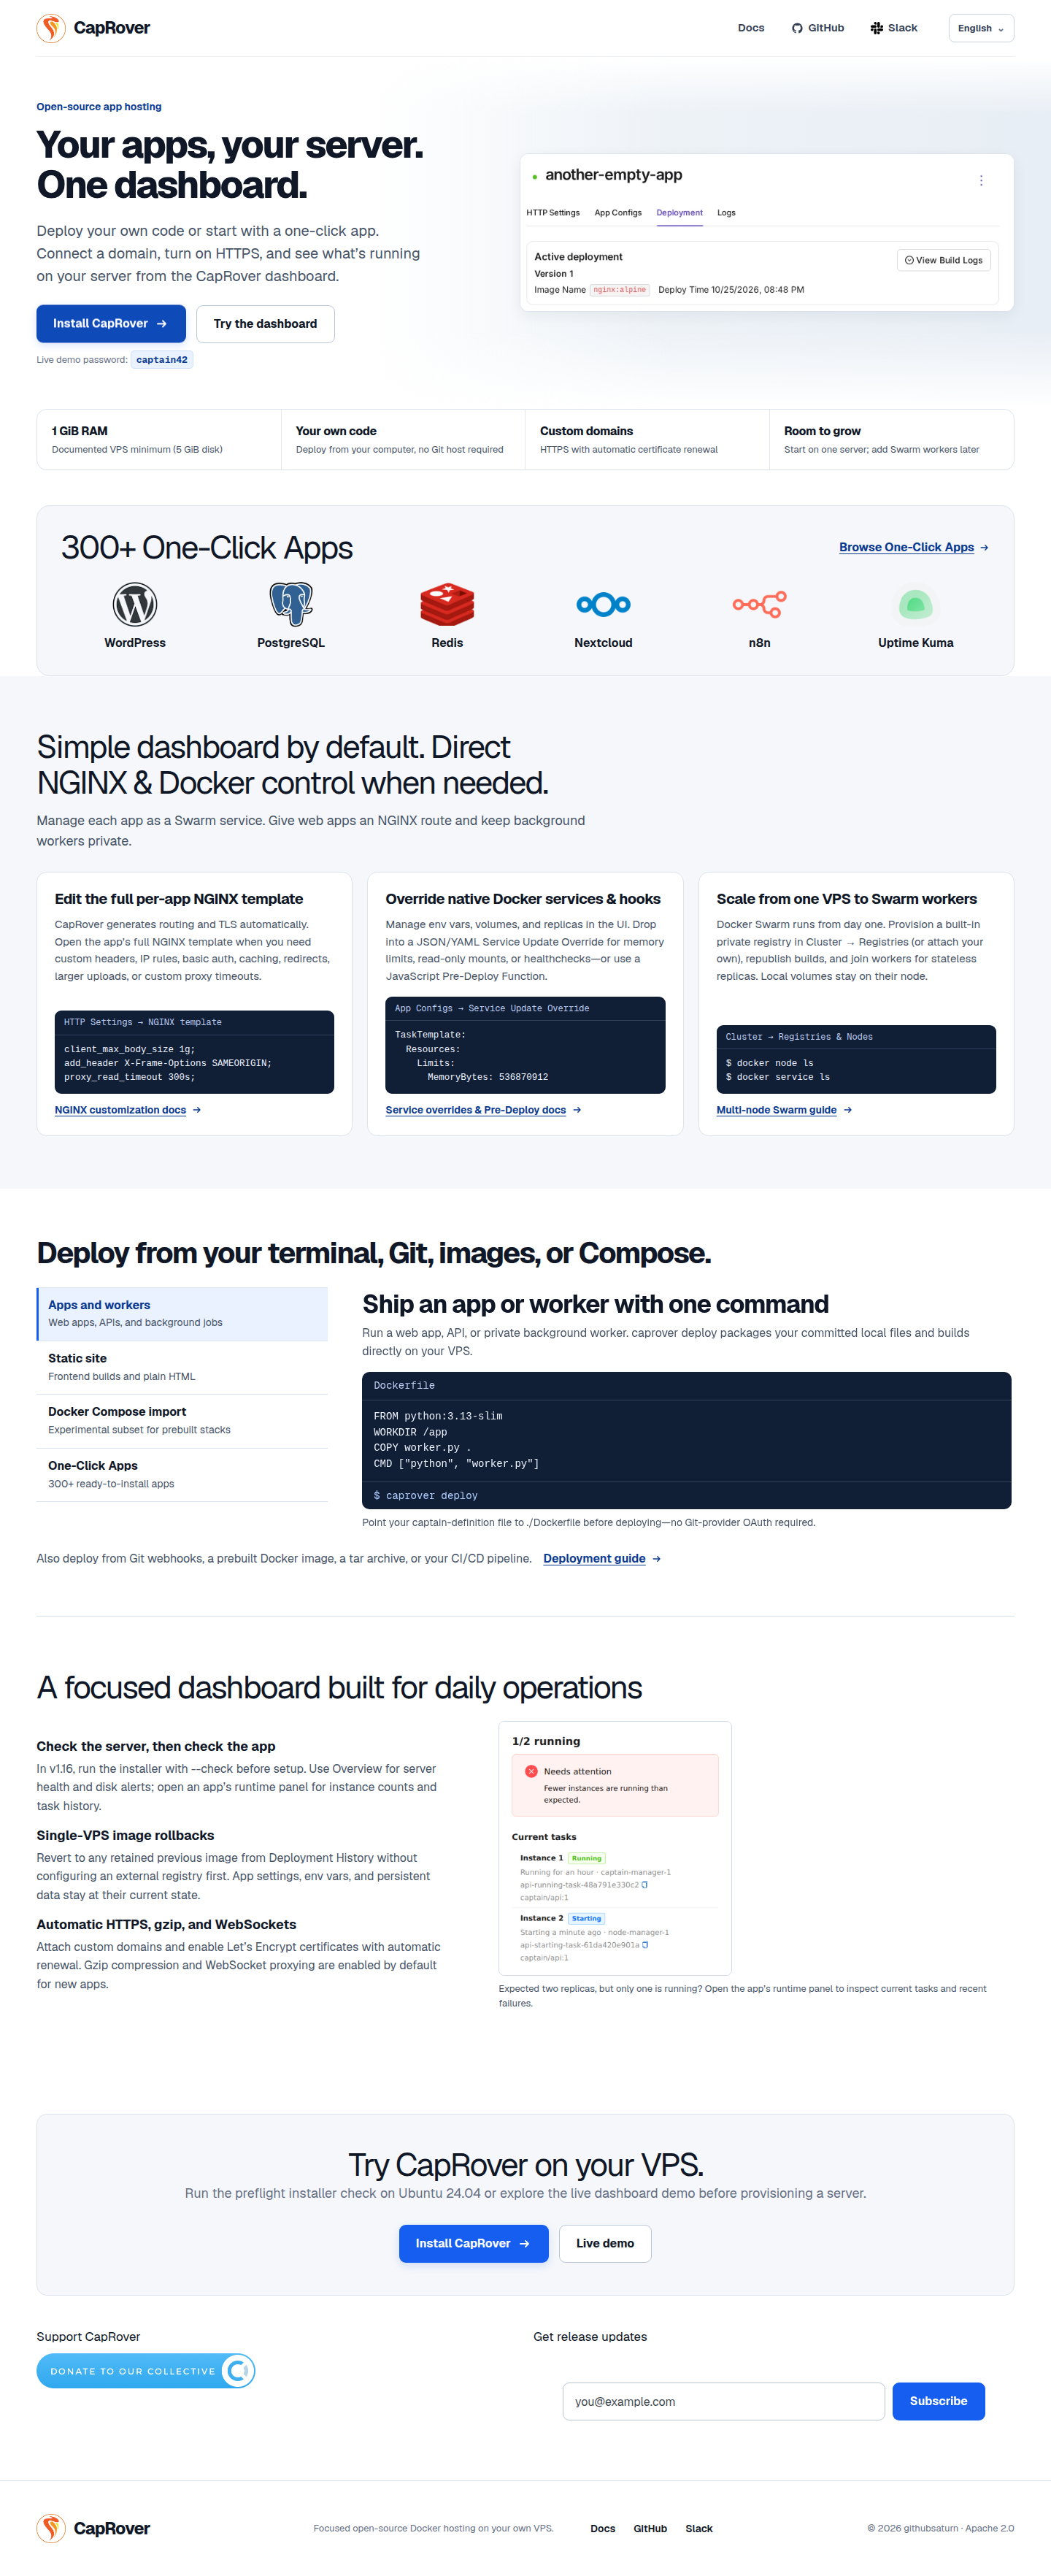 CapRover
Docs
GitHub
Slack
English
Open-source app hosting
Your apps, your server.
One dashboard.
Deploy your own code or start with a one-click app.
Connect a domain, turn on HTTPS, and see what's running
on your server from the CapRover dashboard.
Install CapRover →
Try the dashboard
Live demo password: captain42
another-empty-app
HTTP Settings
App Configs
Deployment
Logs
Active deployment
View Build Logs
Version 1
Image Name nginx:alpine Deploy Time 10/25/2026, 08:48 PM
1 GiB RAM
Documented VPS minimum (5 GiB disk)
Your own code
Deploy from your computer, no Git host required
Custom domains
HTTPS with automatic certificate renewal
Room to grow
Start on one server; add Swarm workers later
300+ One-Click Apps
Browse One-Click Apps →
WordPress
PostgreSQL
Redis
Nextcloud
n8n
Uptime Kuma
Simple dashboard by default. Direct
NGINX & Docker control when needed.
Manage each app as a Swarm service. Give web apps an NGINX route and keep background
workers private.
Edit the full per-app NGINX template
CapRover generates routing and TLS automatically.
Open the app's full NGINX template when you need
custom headers, IP rules, basic auth, caching, redirects,
larger uploads, or custom proxy timeouts.
HTTP Settings → NGINX template
client_max_body_size 1g;
add_header X-Frame-Options SAMEORIGIN;
proxy_read_timeout 300s;
NGINX customization docs →
Override native Docker services & hooks
Manage env vars, volumes, and replicas in the UI. Drop
into a JSON/YAML Service Update Override for memory
limits, read-only mounts, or healthchecks—or use a
JavaScript Pre-Deploy Function.
App Configs → Service Update Override
TaskTemplate:
Resources:
Limits:
MemoryBytes: 536870912
Service overrides & Pre-Deploy docs →
Scale from one VPS to Swarm workers
Docker Swarm runs from day one. Provision a built-in
private registry in Cluster → Registries (or attach your
own), republish builds, and join workers for stateless
replicas. Local volumes stay on their node.
Cluster → Registries & Nodes
$ docker node ls
$ docker service ls
Multi-node Swarm guide →
Deploy from your terminal, Git, images, or Compose.
Apps and workers
Web apps, APIs, and background jobs
Static site
Frontend builds and plain HTML
Docker Compose import
Experimental subset for prebuilt stacks
One-Click Apps
300+ ready-to-install apps
Ship an app or worker with one command
Run a web app, API, or private background worker. caprover deploy packages your committed local files and builds
directly on your VPS.
Dockerfile
FROM python:3.13-slim
WORKDIR /app
COPY worker.py .
CMD ["python", "worker.py"]
$ caprover deploy
Point your captain-definition file to ./Dockerfile before deploying—no Git-provider OAuth required.
Also deploy from Git webhooks, a prebuilt Docker image, a tar archive, or your CI/CD pipeline. Deployment guide →
A focused dashboard built for daily operations
Check the server, then check the app
In v1.16, run the installer with --check before setup. Use Overview for server
health and disk alerts; open an app's runtime panel for instance counts and
task history.
Single-VPS image rollbacks
Revert to any retained previous image from Deployment History without
configuring an external registry first. App settings, env vars, and persistent
data stay at their current state.
Automatic HTTPS, gzip, and WebSockets
Attach custom domains and enable Let's Encrypt certificates with automatic
renewal. Gzip compression and WebSocket proxying are enabled by default
for new apps.
1/2 running
Needs attention
Fewer instances are running than
expected.
Current tasks
Instance 1 Running
Running for an hour · captain-manager-1
api-running-task-48a791e330c2
captain/api:1
Instance 2 Starting
Starting a minute ago · node-manager-1
api-starting-task-61da420e901a
captain/api:1
Expected two replicas, but only one is running? Open the app's runtime panel to inspect current tasks and recent
failures.
Try CapRover on your VPS.
Run the preflight installer check on Ubuntu 24.04 or explore the live dashboard demo before provisioning a server.
Install CapRover →
Live demo
Support CapRover
DONATE TO OUR COLLECTIVE
Get release updates
you@example.com
Subscribe
CapRover
Focused open-source Docker hosting on your own VPS.
Docs
GitHub
Slack
© 2026 githubsaturn · Apache 2.0